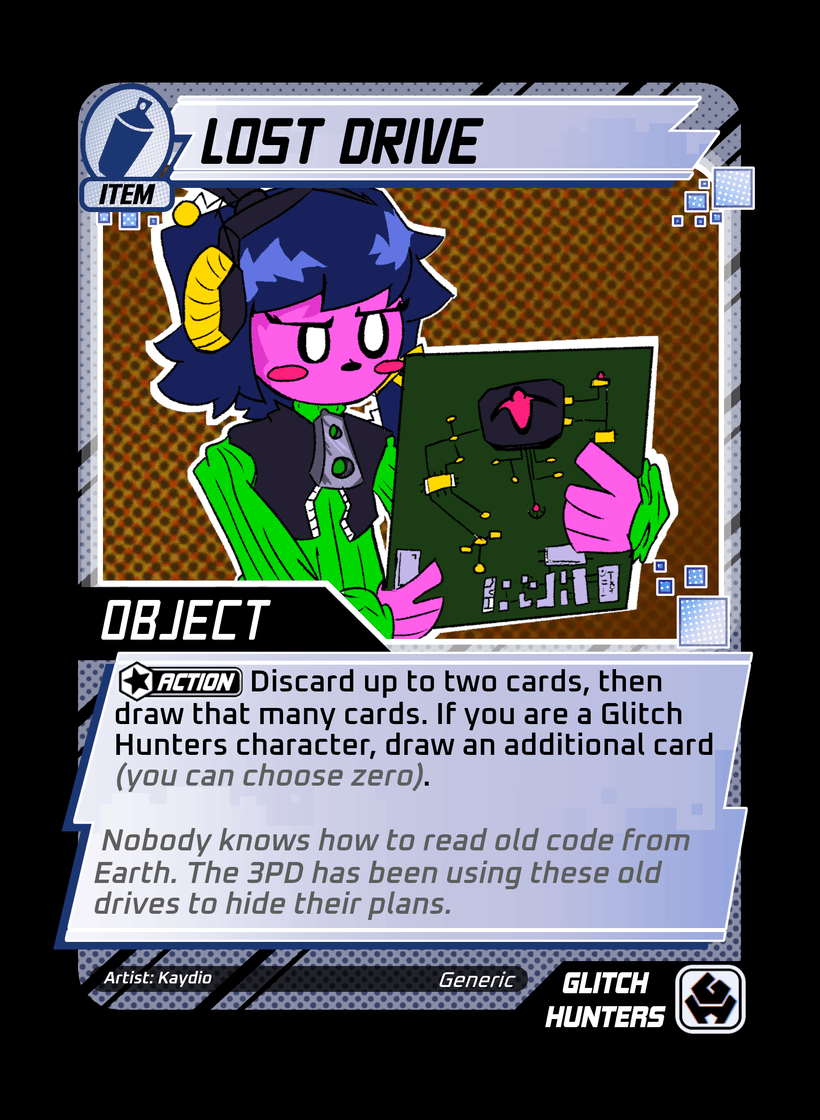 LOST DRIVE
ITEM
OBJECT
ACTION Discard up to two cards, then
draw that many cards. If you are a Glitch
Hunters character, draw an additional card
(you can choose zero).
Nobody knows how to read old code from
Earth. The 3PD has been using these old
drives to hide their plans.
Artist: Kaydio
Generic
GLITCH
HUNTERS